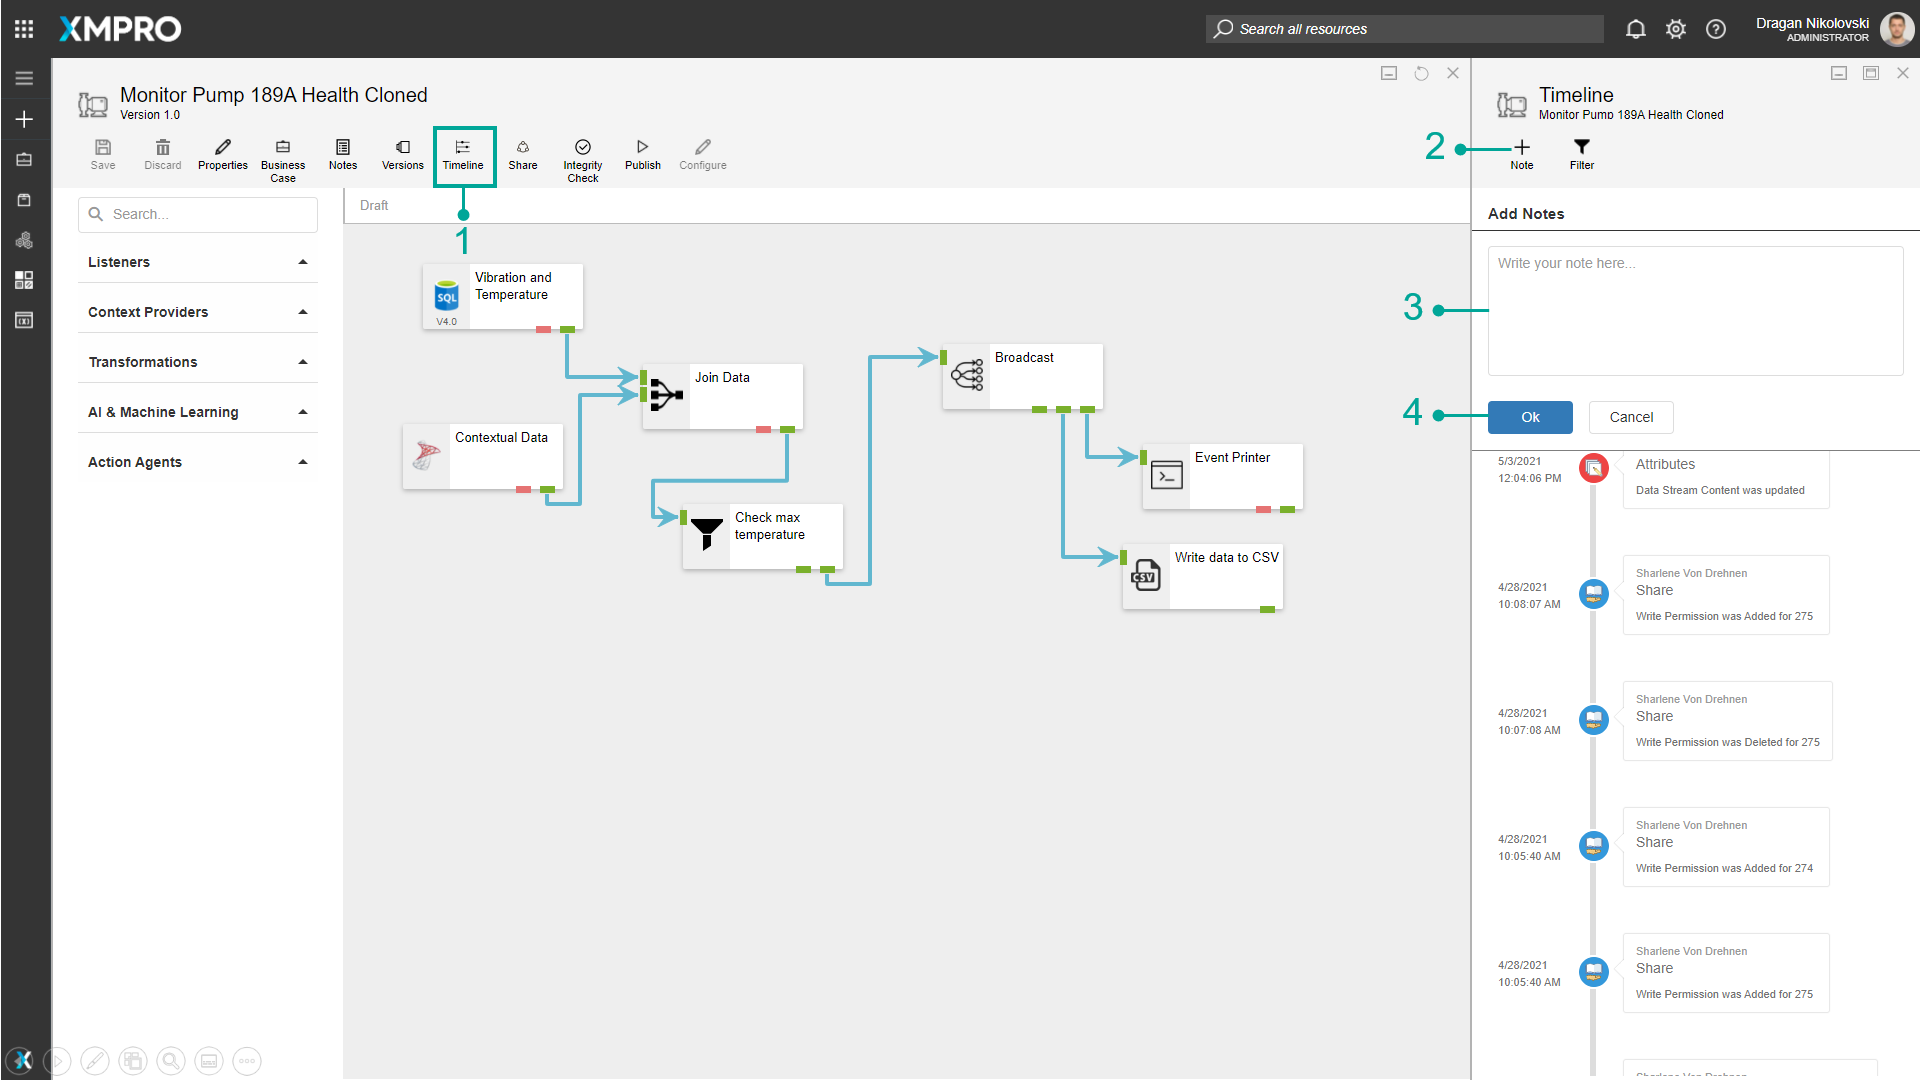 XMPRO
Search all resources
Dragan Nikolovski
ADMINISTRATOR
Monitor Pump 189A Health Cloned
Version 1.0
Save
Discard
Properties
Business
Case
Notes
Versions
Timeline
Share
Integrity
Check
Publish
Configure
1
Search...
Listeners
Context Providers
Transformations
AI & Machine Learning
Action Agents
Draft
SQL
V4.0
Vibration and
Temperature
Contextual Data
Join Data
Check max
temperature
Broadcast
Event Printer
CSV
Write data to CSV
Timeline
Monitor Pump 189A Health Cloned
2
Note
Filter
Add Notes
3
Write your note here...
4
Ok
Cancel
5/3/2021
12:04:06 PM
Attributes
Data Stream Content was updated
4/28/2021
10:08:07 AM
Sharlene Von Drehnen
Share
Write Permission was Added for 275
4/28/2021
10:07:08 AM
Sharlene Von Drehnen
Share
Write Permission was Deleted for 275
4/28/2021
10:05:40 AM
Sharlene Von Drehnen
Share
Write Permission was Added for 274
4/28/2021
10:05:40 AM
Sharlene Von Drehnen
Share
Write Permission was Added for 275